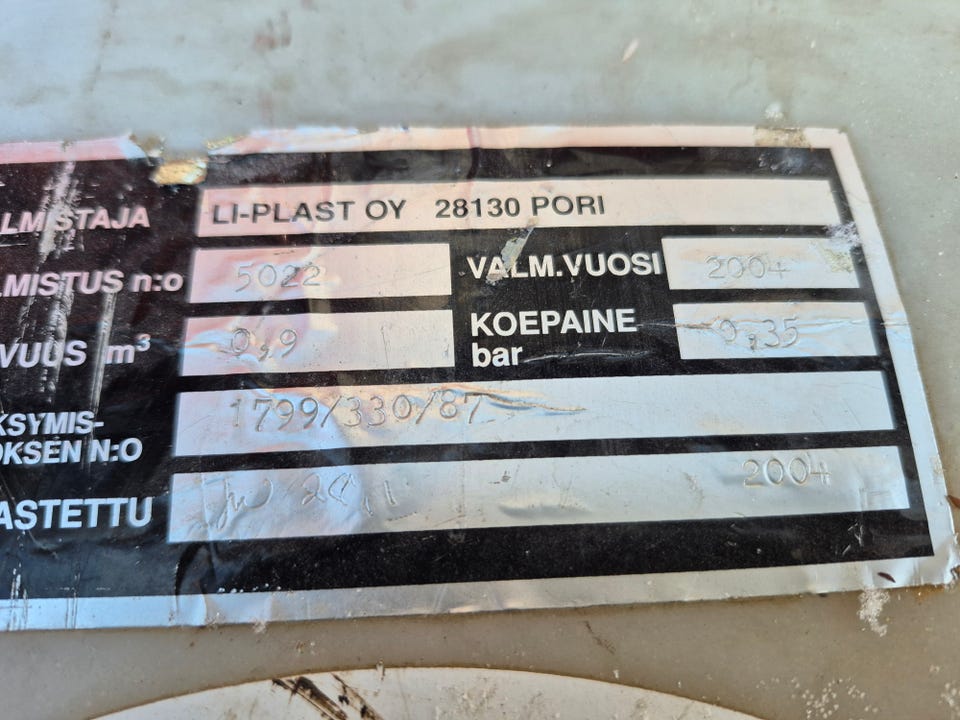 ALMISTAJA LI-PLAST OY 28130 PORI
LMISTUS n:o 5022 VALM.VUOSI 2004
VUUS m³ 0,9 KOEPAINE bar 0,35
KSYMIS-
OKSEN N:O 1799/330/87
ASTETTU 2004